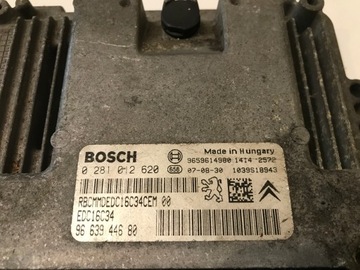 Made in Hungary
BOSCH 9659614980 1414 2572
0 281 012 620 656 07-08-30 1039S18943
RBCMMDEDC16C34CEM 00
EDC16C34
96 639 446 80